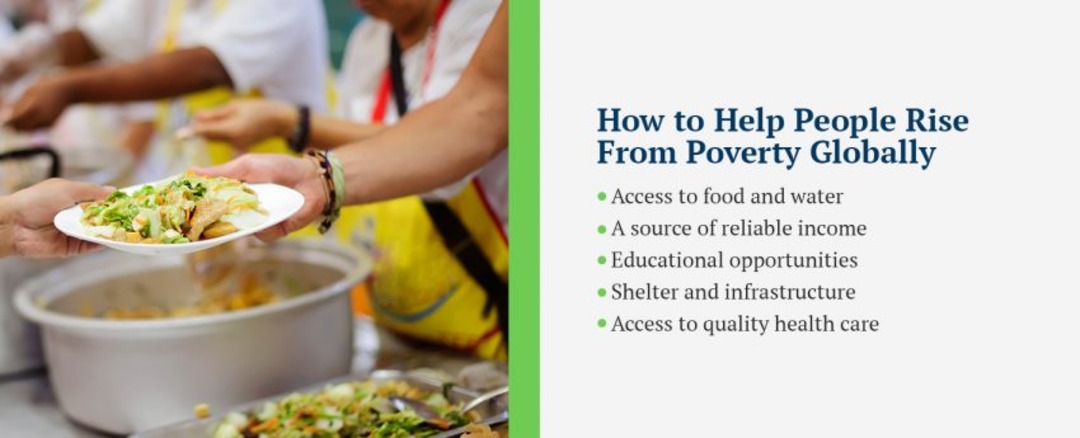 How to Help People Rise
From Poverty Globally
• Access to food and water
• A source of reliable income
• Educational opportunities
• Shelter and infrastructure
• Access to quality health care